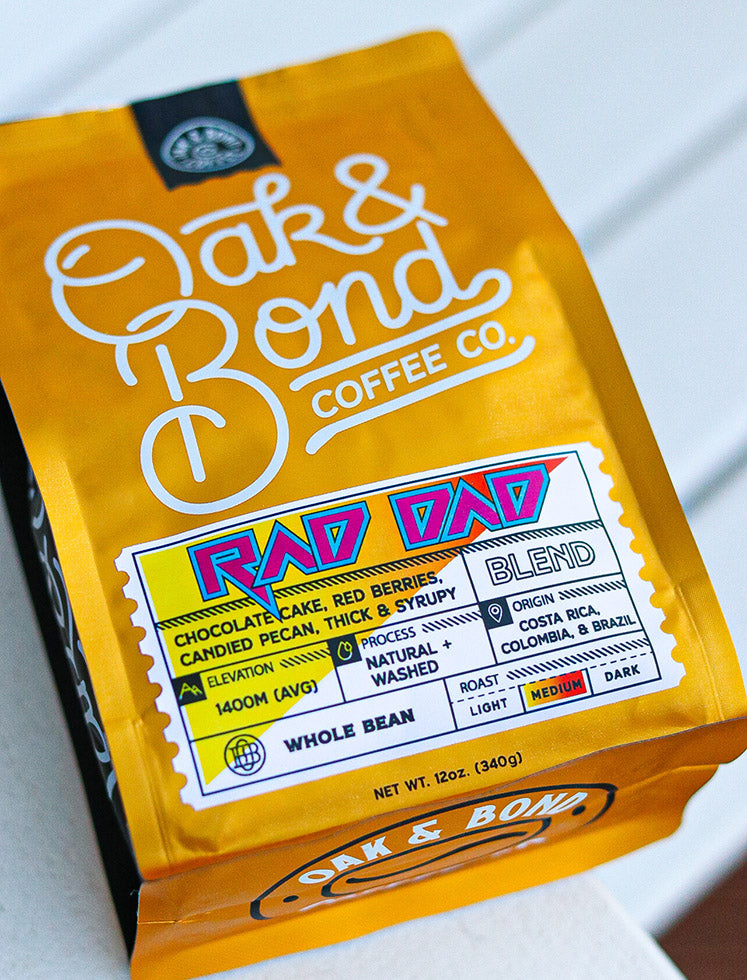 Oak &
Bond
COFFEE CO.
RAD DAD
CHOCOLATE CAKE, RED BERRIES,
CANDIED PECAN, THICK & SYRUPY
BLEND
ELEVATION
1400M (AVG)
PROCESS
NATURAL +
WASHED
ORIGIN
COSTA RICA,
COLOMBIA, & BRAZIL
WHOLE BEAN
ROAST
LIGHT MEDIUM DARK
NET WT. 12oz. (340g)
OAK & BOND